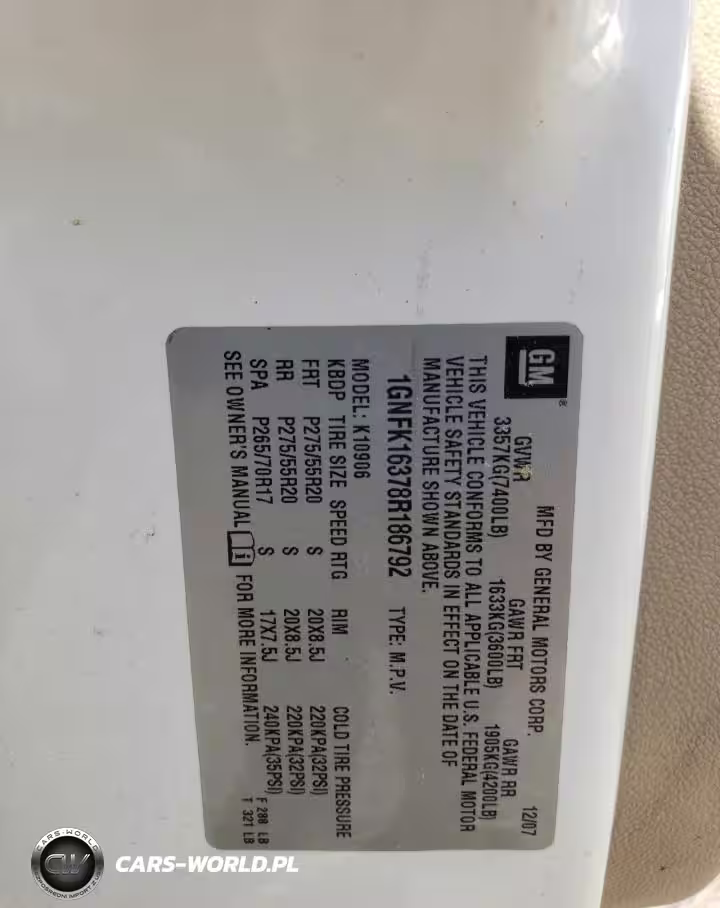 GM
®
MFD BY GENERAL MOTORS CORP. 12/07
GVWR GAWR FRT GAWR RR
3357KG(7400LB) 1633KG(3600LB) 1905KG(4200LB)
THIS VEHICLE CONFORMS TO ALL APPLICABLE U.S. FEDERAL MOTOR
VEHICLE SAFETY STANDARDS IN EFFECT ON THE DATE OF
MANUFACTURE SHOWN ABOVE.
1GNFK16378R186792 TYPE: M.P.V.
MODEL: K10906
KBDP TIRE SIZE SPEED RTG RIM COLD TIRE PRESSURE
FRT P275/55R20 S 20X8.5J 220KPA(32PSI)
RR P275/55R20 S 20X8.5J 220KPA(32PSI)
SPA P265/70R17 S 17X7.5J 240KPA(35PSI)
SEE OWNER'S MANUAL i FOR MORE INFORMATION.
F 288 LB
T 321 LB
CARS-WORLD
CW
CARS-WORLD.PL